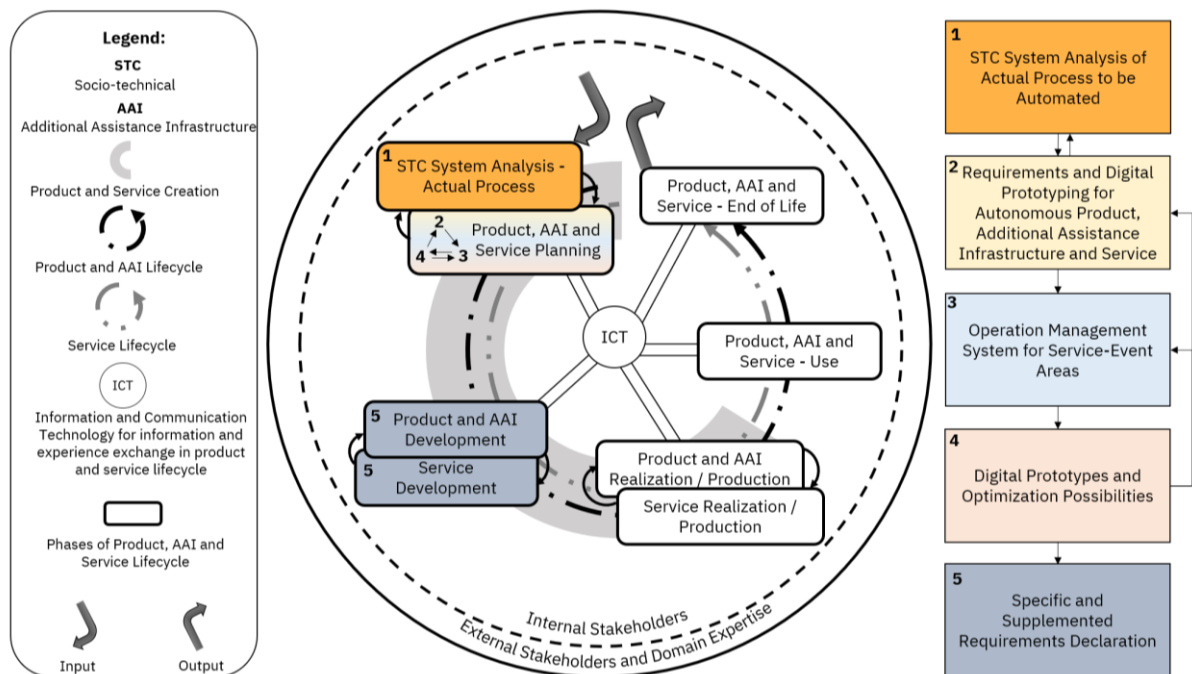 Legend:
STC
Socio-technical
AAI
Additional Assistance Infrastructure
Product and Service Creation
Product and AAI Lifecycle
Service Lifecycle
ICT
Information and Communication
Technology for information and
experience exchange in product
and service lifecycle
Phases of Product, AAI and
Service Lifecycle
Input
Output
1
STC System Analysis -
Actual Process
2
4
3
Product, AAI and
Service Planning
Product, AAI and
Service - End of Life
ICT
Product, AAI and
Service - Use
5
Product and AAI
Development
5
Service
Development
Product and AAI
Realization / Production
Service Realization /
Production
Internal Stakeholders
External Stakeholders and Domain Expertise
1
STC System Analysis of
Actual Process to be
Automated
2
Requirements and Digital
Prototyping for
Autonomous Product,
Additional Assistance
Infrastructure and Service
3
Operation Management
System for Service-Event
Areas
4
Digital Prototypes and
Optimization Possibilities
5
Specific and
Supplemented
Requirements Declaration